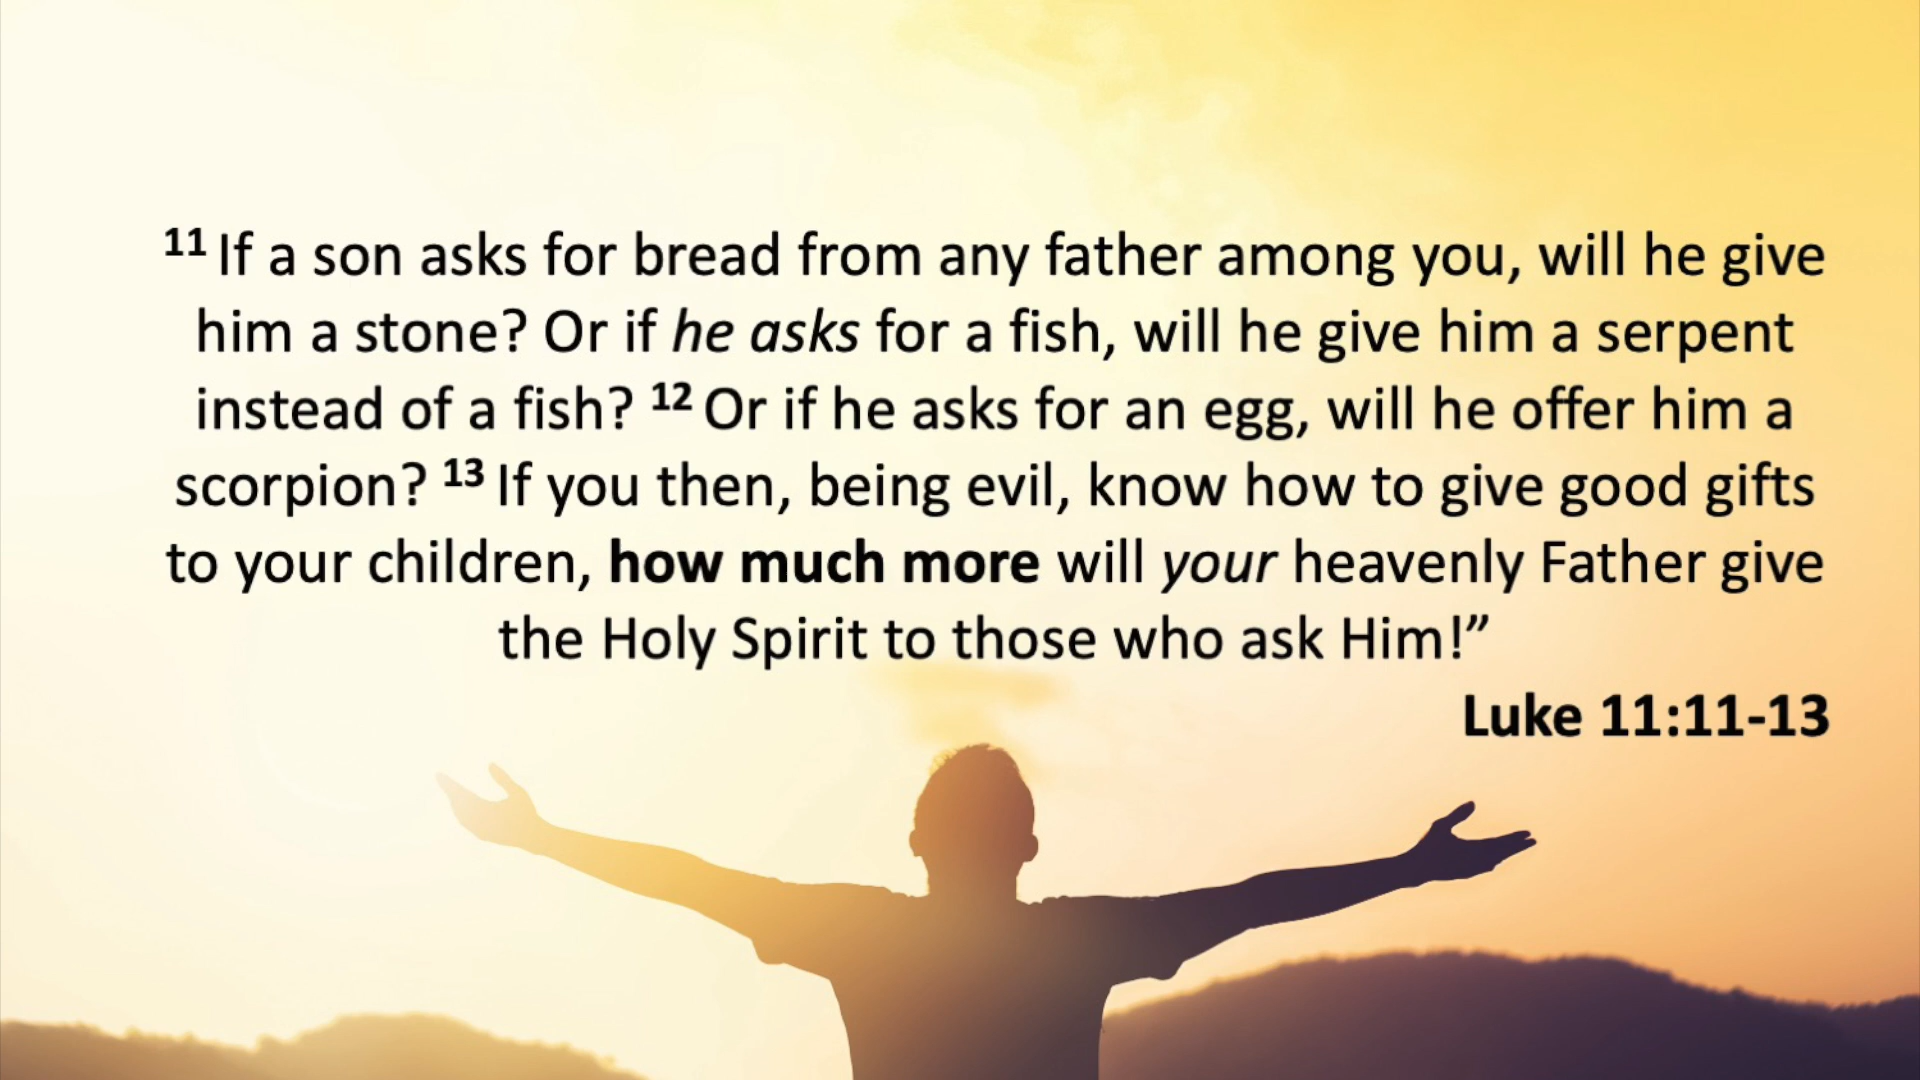 11 If a son asks for bread from any father among you, will he give
him a stone? Or if he asks for a fish, will he give him a serpent
instead of a fish? 12 Or if he asks for an egg, will he offer him a
scorpion? 13 If you then, being evil, know how to give good gifts
to your children, how much more will your heavenly Father give
the Holy Spirit to those who ask Him!”
Luke 11:11-13